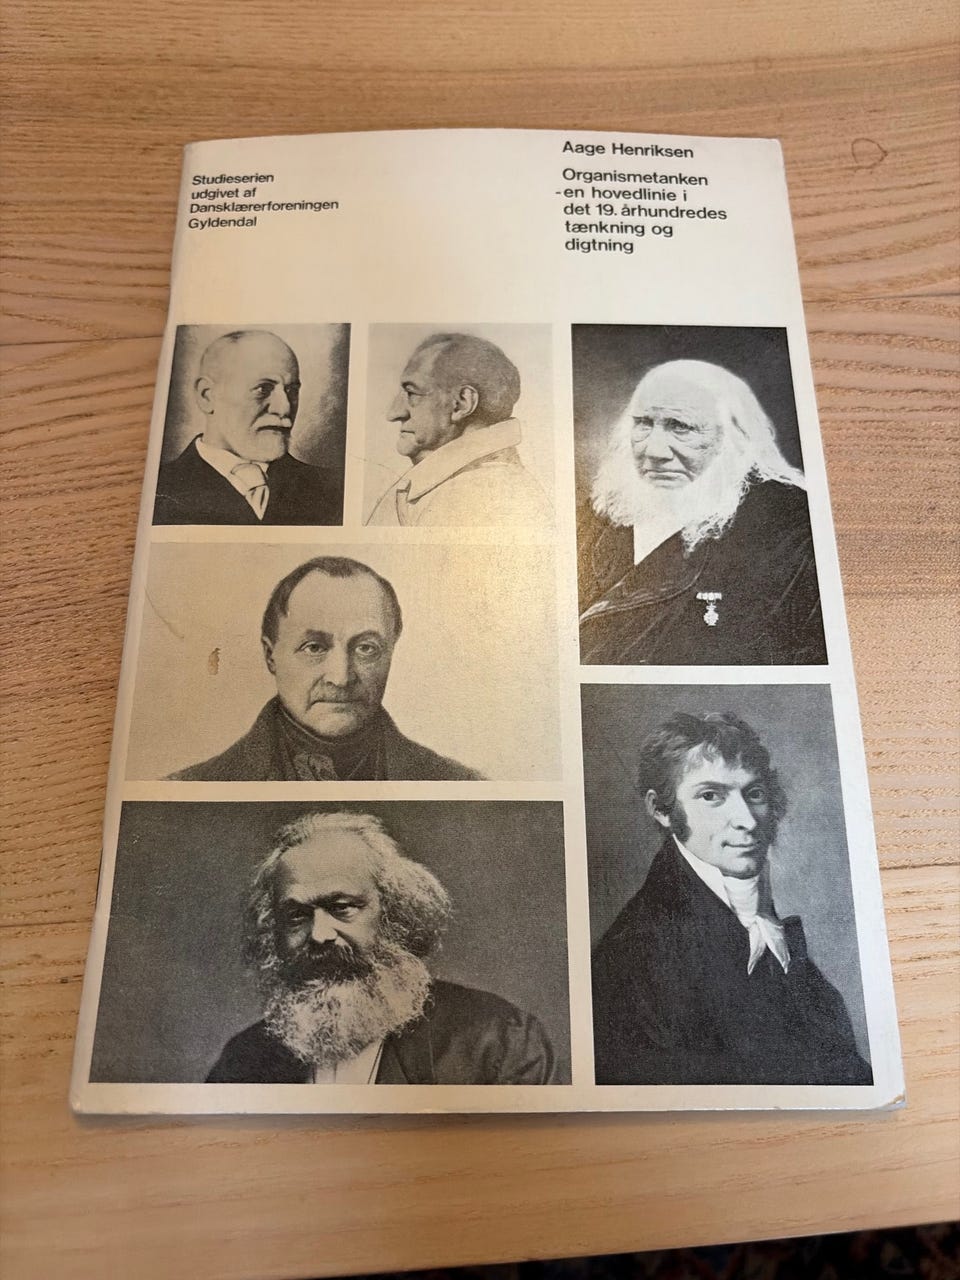 Studieserien
udgivet af
Dansklærerforeningen
Gyldendal
Aage Henriksen
Organismetanken
-en hovedlinie i
det 19. århundredes
tænkning og
digtning